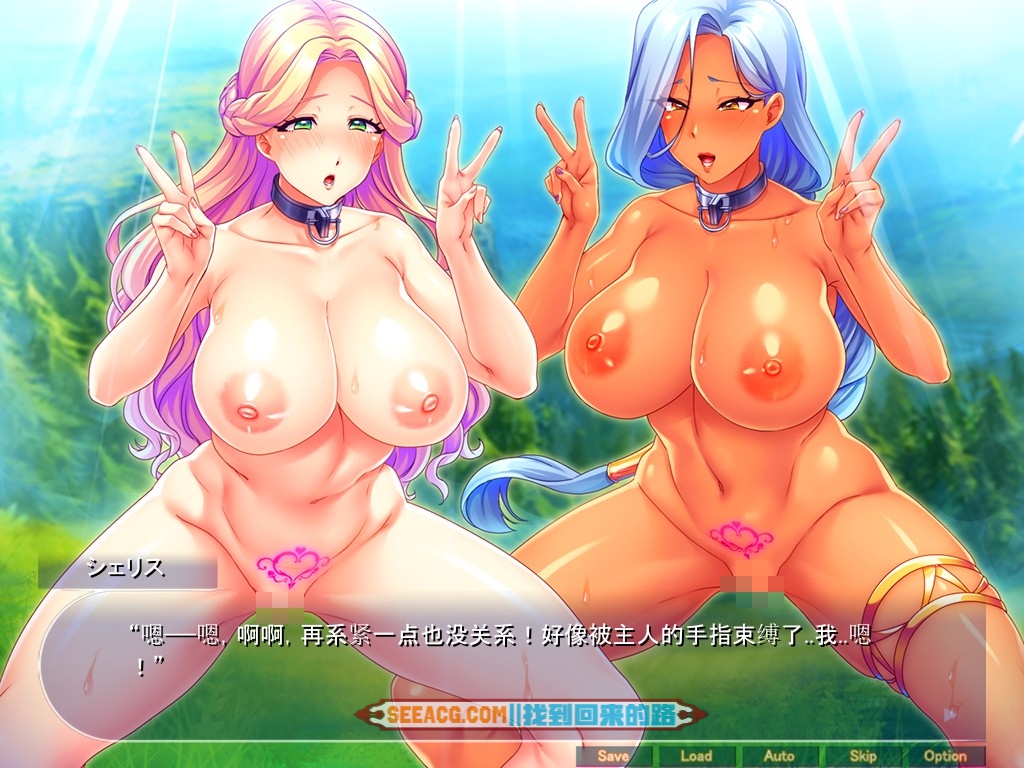 シェリス
“嗯──嗯, 啊啊, 再系紧一点也没关系！好像被主人的手指束缚了..我..嗯
！”
SEEACG.COM||找到回来的路
Save Load Auto Skip Option